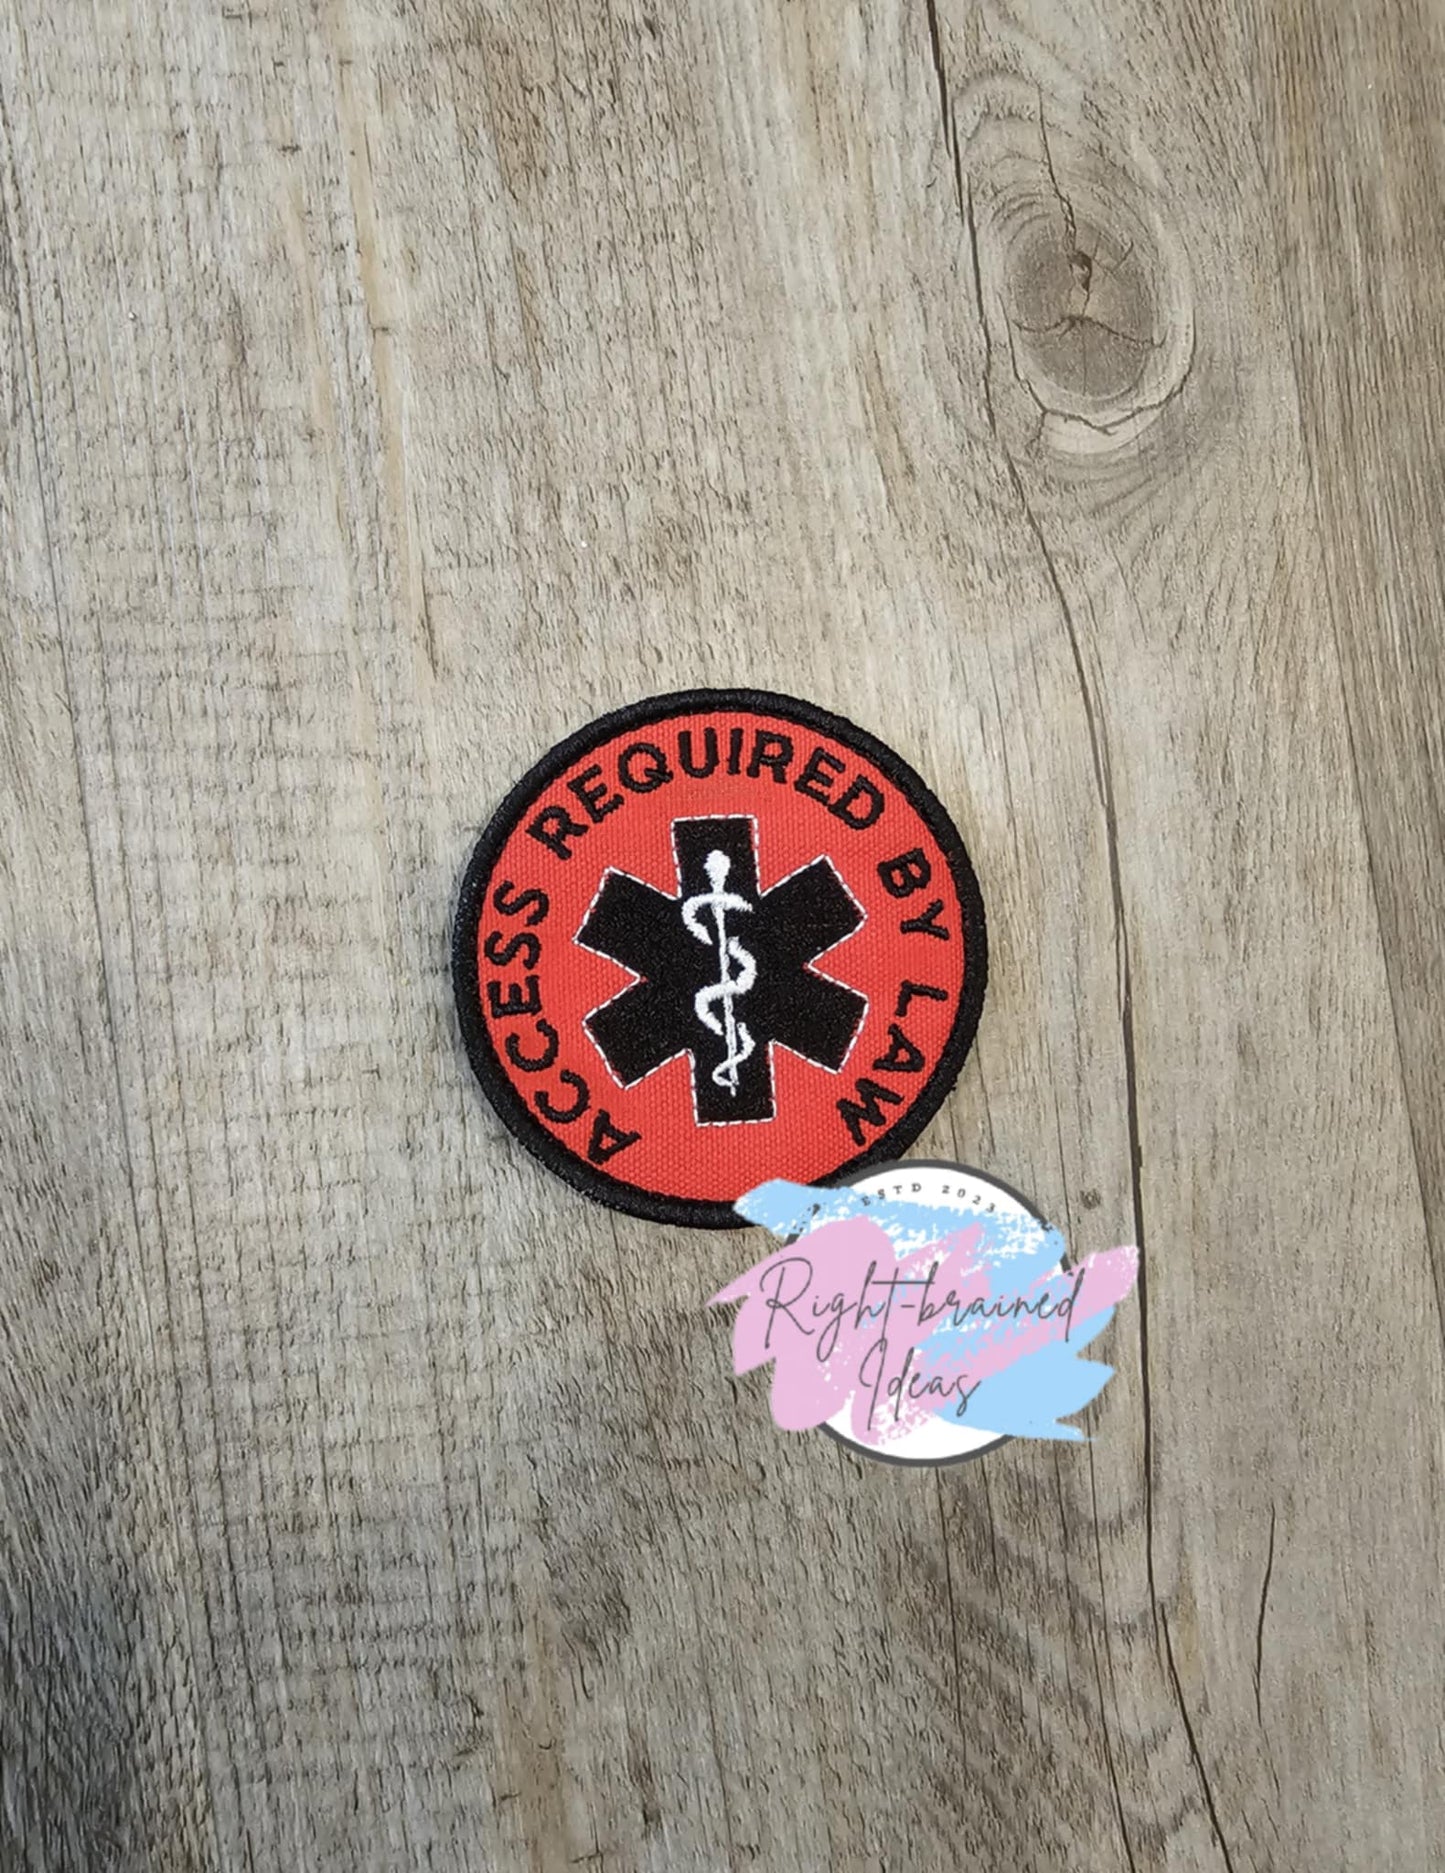 ACCESS REQUIRED BY LAW
ESTD 2023
Right-brained
Ideas